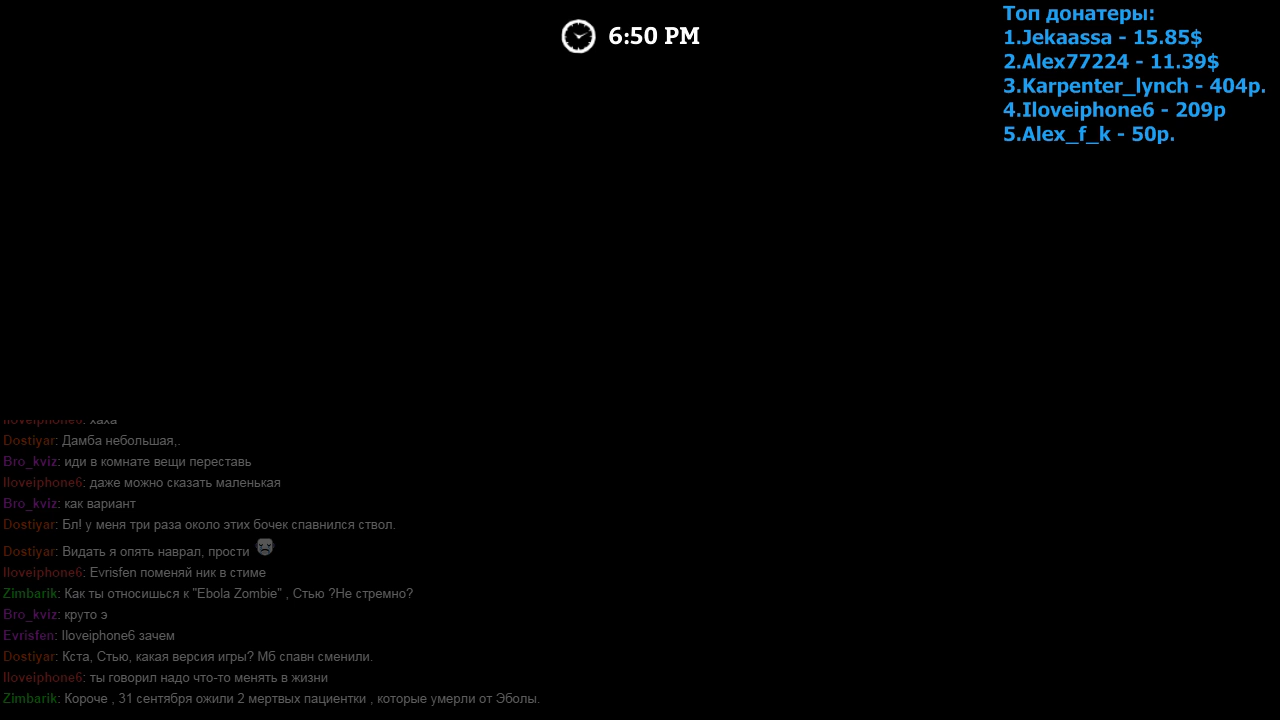 6:50 PM
Топ донатеры:
1.Jekaassa - 15.85$
2.Alex77224 - 11.39$
3.Karpenter_lynch - 404р.
4.Iloveiphone6 - 209р
5.Alex_f_k - 50р.
Iloveiphone6: хаха
Dostiyar: Дамба небольшая,.
Bro_kviz: иди в комнате вещи переставь
Iloveiphone6: даже можно сказать маленькая
Bro_kviz: как вариант
Dostiyar: Бл! у меня три раза около этих бочек спавнился ствол.
Dostiyar: Видать я опять наврал, прости
Iloveiphone6: Evrisfen поменяй ник в стиме
Zimbarik: Как ты относишься к "Ebola Zombie" , Стью ?Не стремно?
Bro_kviz: круто э
Evrisfen: Iloveiphone6 зачем
Dostiyar: Кста, Стью, какая версия игры? Мб спавн сменили.
Iloveiphone6: ты говорил надо что-то менять в жизни
Zimbarik: Короче , 31 сентября ожили 2 мертвых пациентки , которые умерли от Эболы.